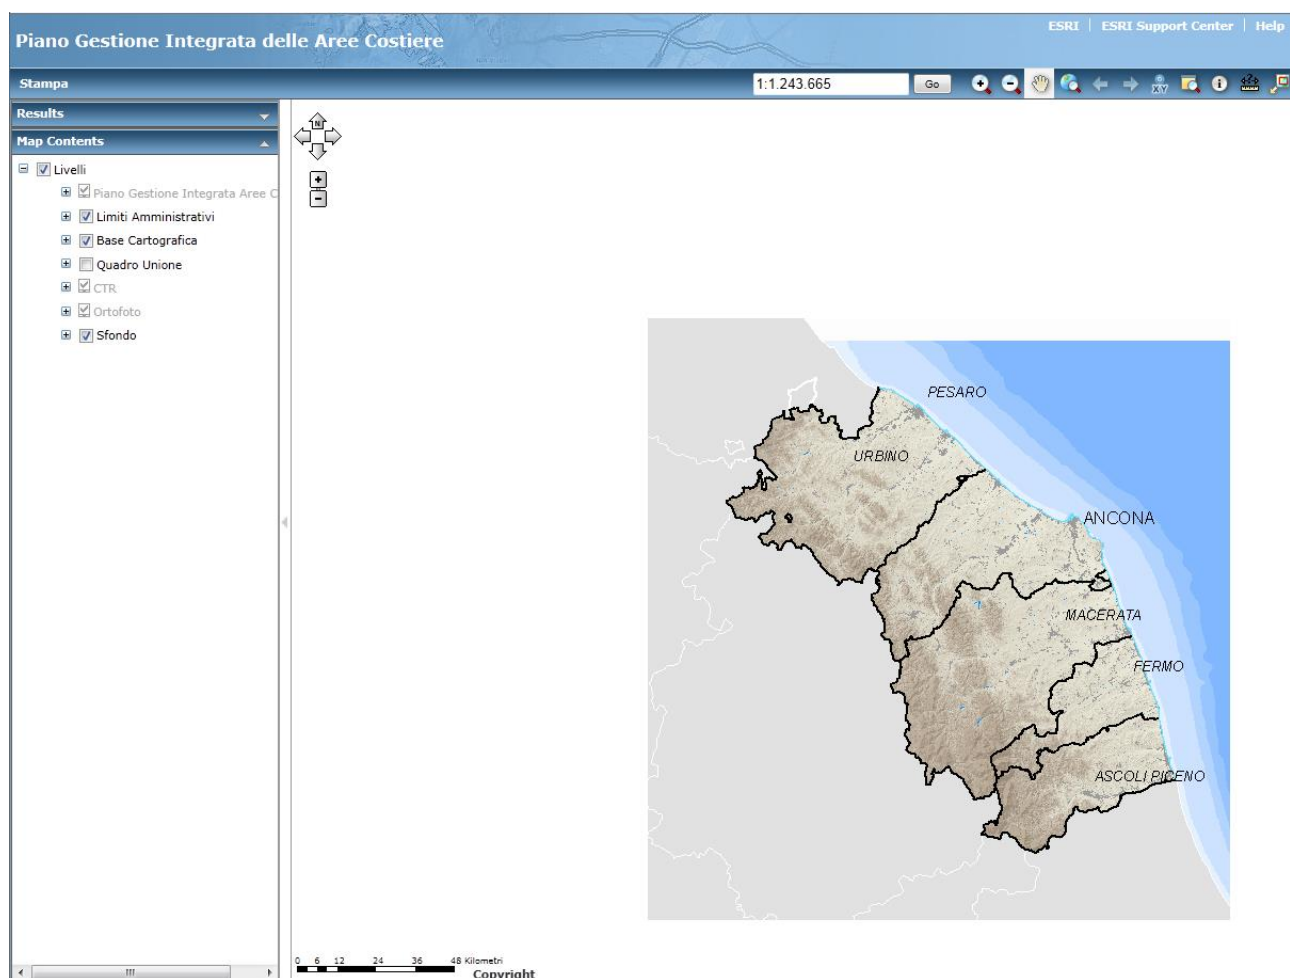 ESRI | ESRI Support Center | Help
Piano Gestione Integrata delle Aree Costiere
Stampa
1:1.243.665
Go
XY
Results
Map Contents
Livelli
Piano Gestione Integrata Aree C
Limiti Amministrativi
Base Cartografica
Quadro Unione
CTR
Ortofoto
Sfondo
N
PESARO
URBINO
ANCONA
MACERATA
FERMO
ASCOLI PICENO
0 6 12 24 36 48 Kilometri
Copyright